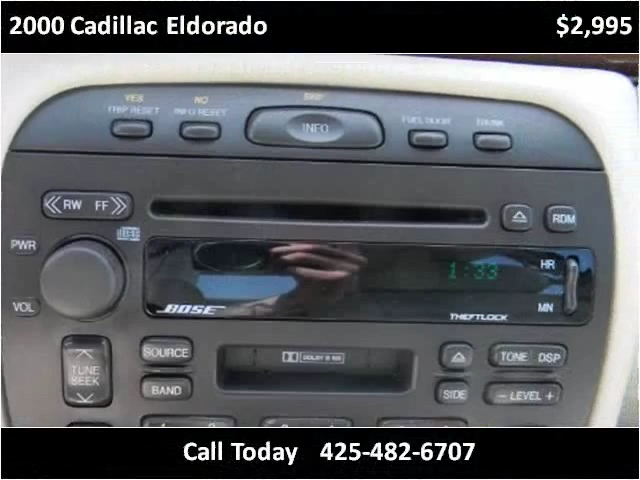 2000 Cadillac Eldorado $2,995
YES NO SKIP
TRIP RESET INFO RESET FUEL DOOR TRUNK
INFO
RW FF RDM
PWR
1:33 HR
VOL BOSE THEFTLOCK MN
TUNE SEEK SOURCE DOLBY B NR TONE DSP
BAND SIDE - LEVEL +
Call Today 425-482-6707